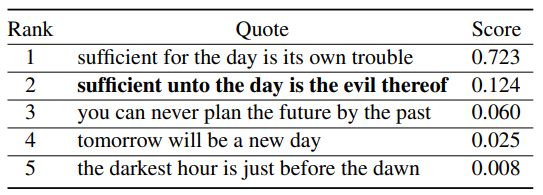 Rank Quote Score
1 sufficient for the day is its own trouble 0.723
2 sufficient unto the day is the evil thereof 0.124
3 you can never plan the future by the past 0.060
4 tomorrow will be a new day 0.025
5 the darkest hour is just before the dawn 0.008